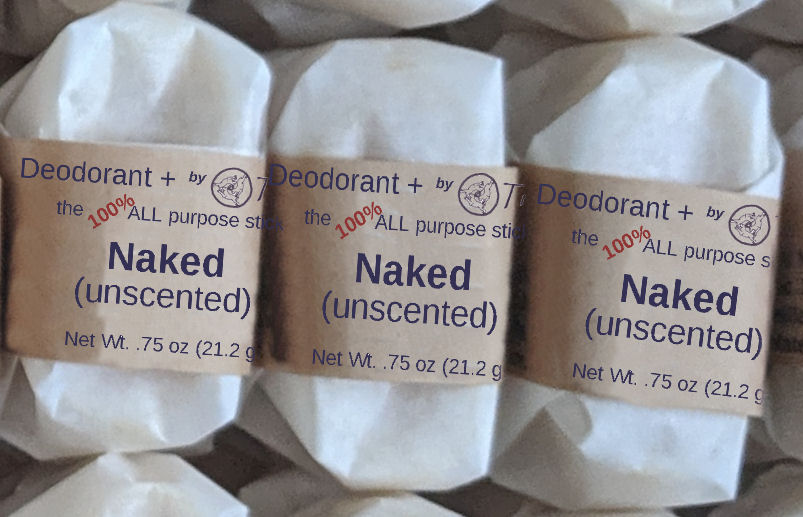 Deodorant + by
the 100% ALL purpose stick
Naked
(unscented)
Net Wt. .75 oz (21.2 g
Deodorant + by
the 100% ALL purpose stic
Naked
(unscented)
Net Wt. .75 oz (21.2 g
Deodorant + by
the 100% ALL purpose s
Naked
(unscented)
Net Wt. .75 oz (21.2 g